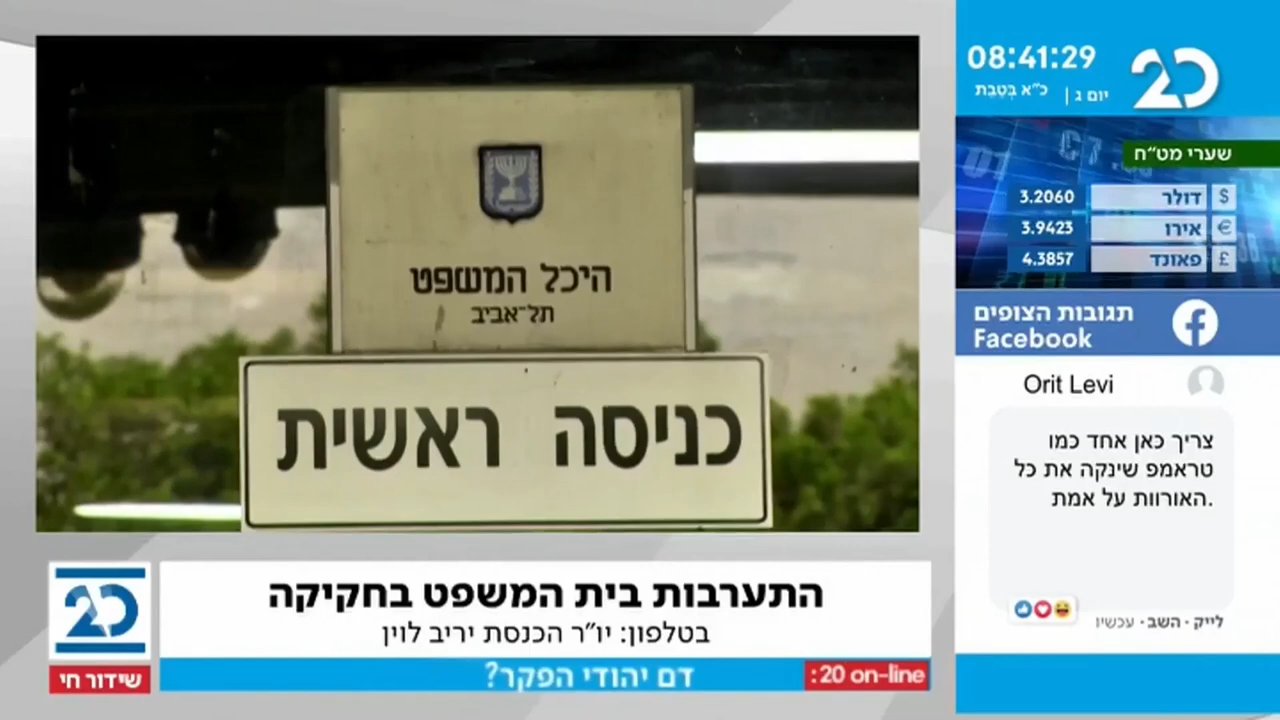 היכל המשפט
תל-אביב
כניסה ראשית
התערבות בית המשפט בחקיקה
בטלפון: יו״ר הכנסת יריב לוין
20 on-line:
דם יהודי הפקר?
20
שידור חי
20
08:41:29
יום ג | כ״א בְּטֵבֵת
שערי מט״ח
$ דולר 3.2060
€ אירו 3.9423
£ פאונד 4.3857
תגובות הצופים
Facebook
Orit Levi
צריך כאן אחד כמו
טראמפ שינקה את כל
האורוות על אמת.
לייק · השב · עכשיו